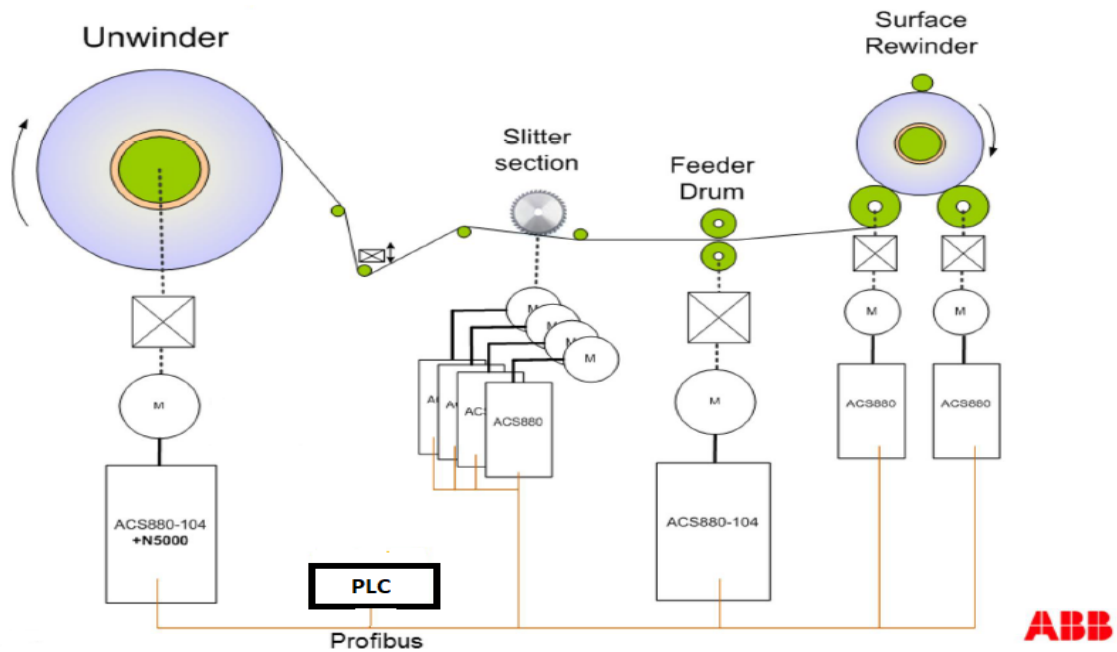 Unwinder
Surface
Rewinder
Slitter
section
Feeder
Drum
M
M
M
M
M
M
M
ACS880
ACS880
ACS880
ACS880-104
+N5000
ACS880-104
PLC
Profibus
ABB